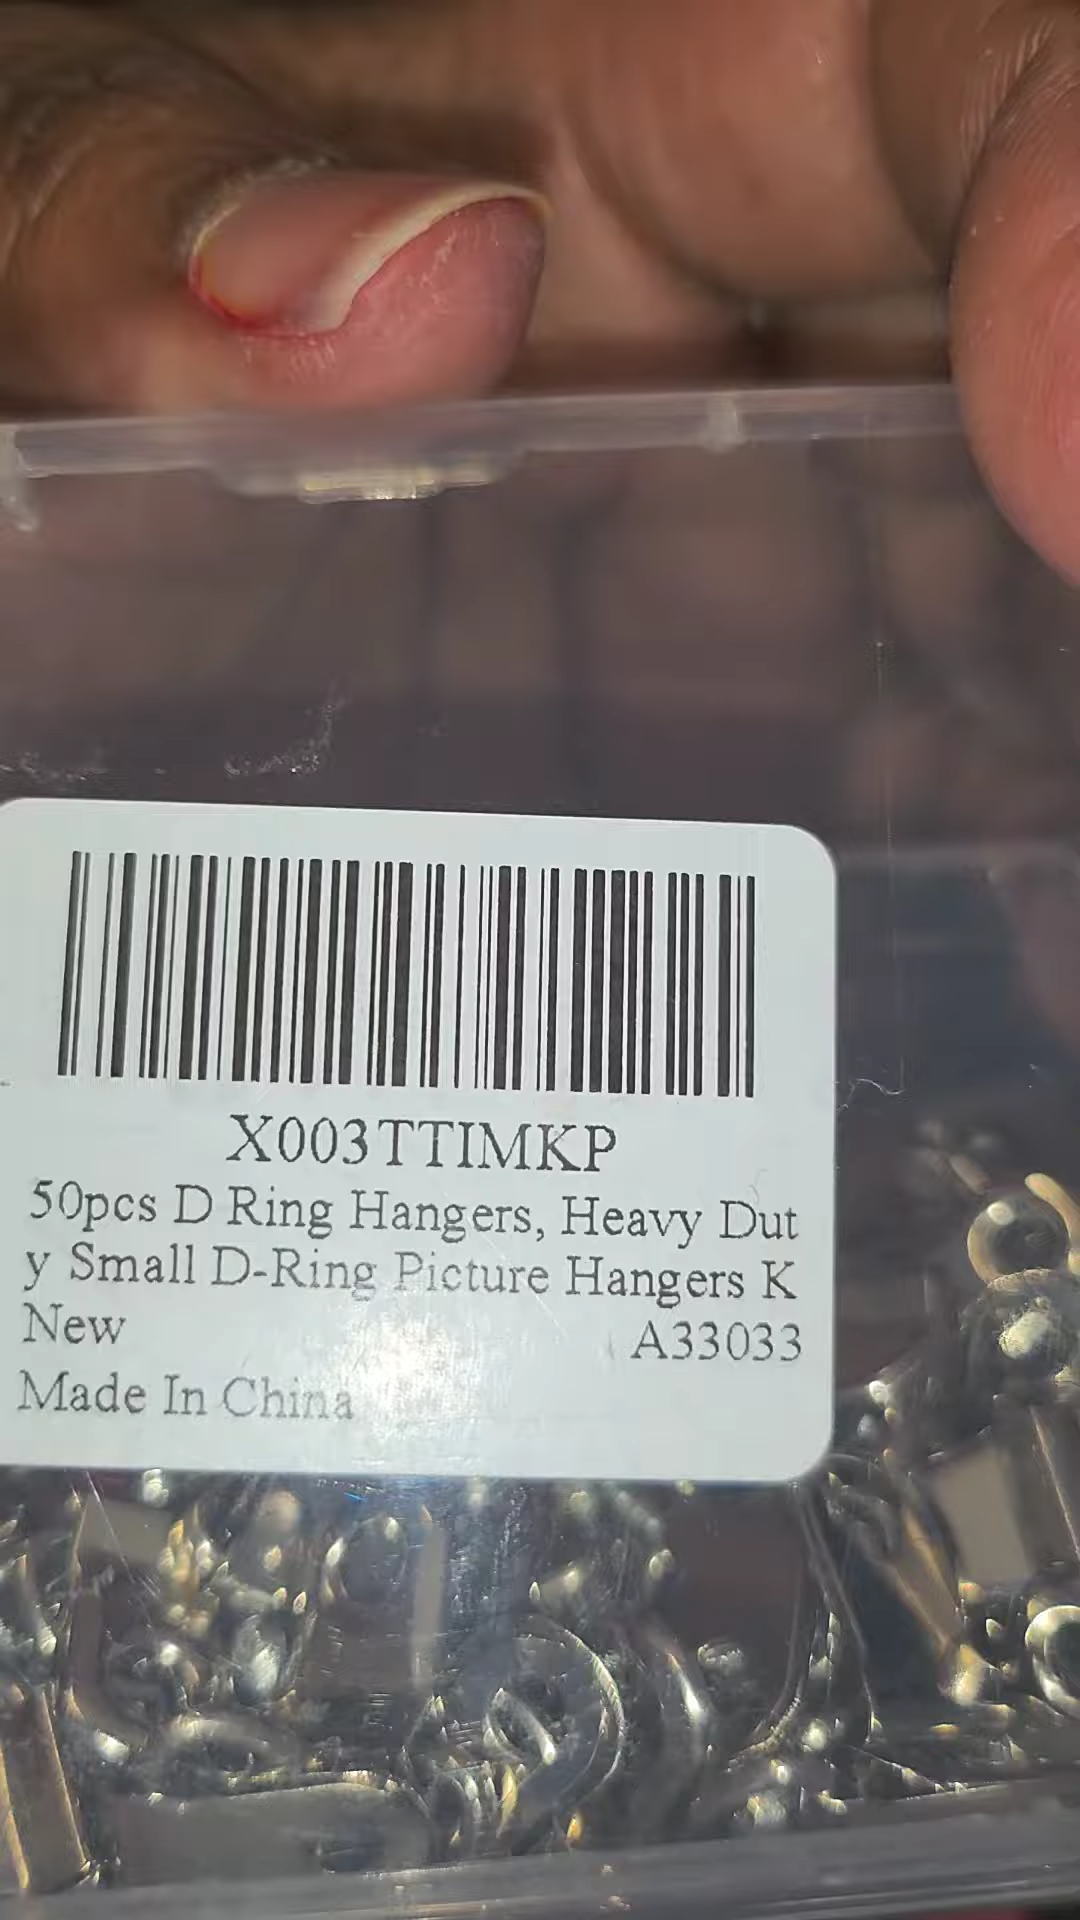 X003TTIMKP
50pcs D Ring Hangers, Heavy Dut
y Small D-Ring Picture Hangers K
New A33033
Made In China